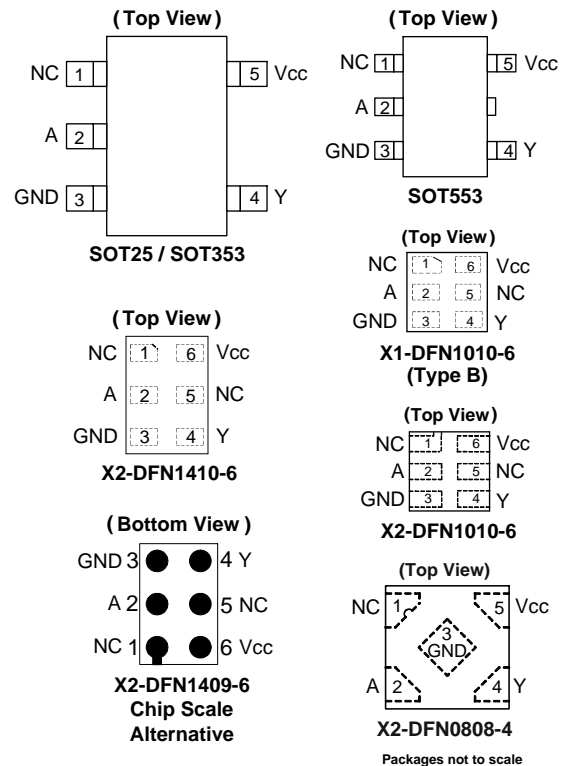 (Top View)
NC 1 5 Vcc
A 2
GND 3 4 Y
SOT25 / SOT353
(Top View)
NC 1 5 Vcc
A 2
GND 3 4 Y
SOT553
(Top View)
NC 1 6 Vcc
A 2 5 NC
GND 3 4 Y
X1-DFN1010-6
(Type B)
(Top View)
NC 1 6 Vcc
A 2 5 NC
GND 3 4 Y
X2-DFN1410-6
(Top View)
NC 1 6 Vcc
A 2 5 NC
GND 3 4 Y
X2-DFN1010-6
(Bottom View)
GND 3 4 Y
A 2 5 NC
NC 1 6 Vcc
X2-DFN1409-6
Chip Scale
Alternative
(Top View)
NC 1 5 Vcc
3
GND
A 2 4 Y
X2-DFN0808-4
Packages not to scale